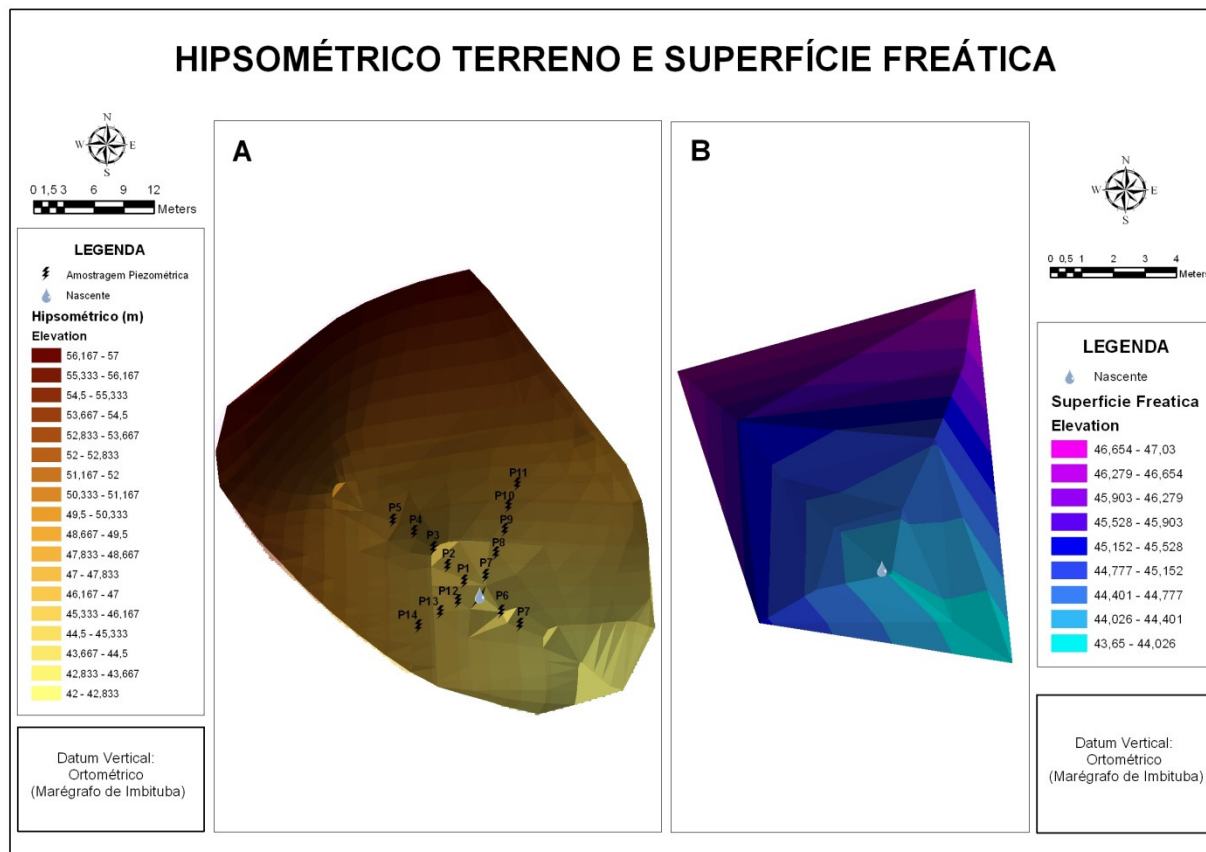 HIPSOMÉTRICO TERRENO E SUPERFÍCIE FREÁTICA
N
W E
S
0 1,5 3 6 9 12
Meters
LEGENDA
Amostragem Piezométrica
Nascente
Hipsométrico (m)
Elevation
56,167 - 57
55,333 - 56,167
54,5 - 55,333
53,667 - 54,5
52,833 - 53,667
52 - 52,833
51,167 - 52
50,333 - 51,167
49,5 - 50,333
48,667 - 49,5
47,833 - 48,667
47 - 47,833
46,167 - 47
45,333 - 46,167
44,5 - 45,333
43,667 - 44,5
42,833 - 43,667
42 - 42,833
Datum Vertical:
Ortométrico
(Marégrafo de Imbituba)
A
P11
P10
P5
P4
P9
P3
P8
P2
P1
P7
P12
P13
P6
P14
P7
B
N
W E
S
0 0,5 1 2 3 4
Meters
LEGENDA
Nascente
Superficie Freatica
Elevation
46,654 - 47,03
46,279 - 46,654
45,903 - 46,279
45,528 - 45,903
45,152 - 45,528
44,777 - 45,152
44,401 - 44,777
44,026 - 44,401
43,65 - 44,026
Datum Vertical:
Ortométrico
(Marégrafo de Imbituba)